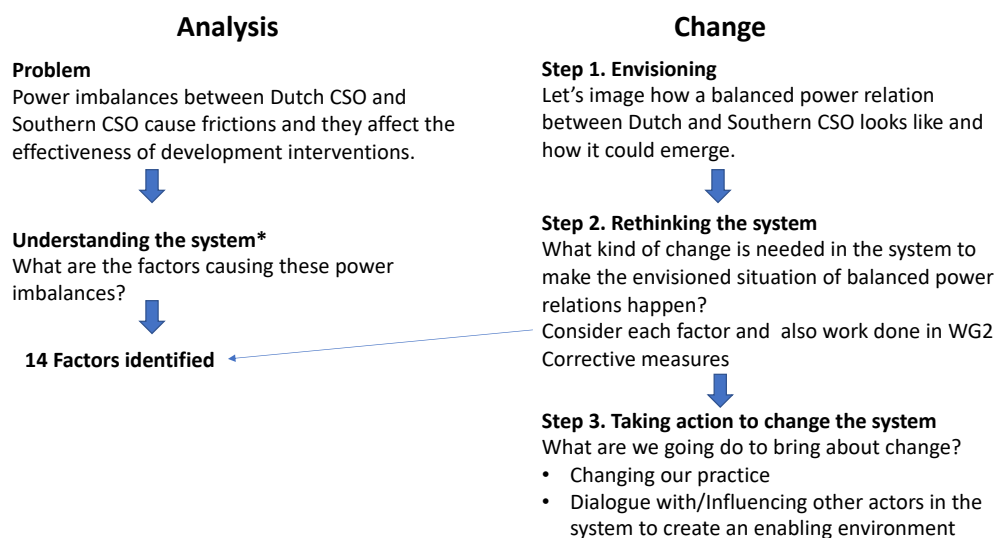 Analysis
Problem
Power imbalances between Dutch CSO and
Southern CSO cause frictions and they affect the
effectiveness of development interventions.
Understanding the system*
What are the factors causing these power
imbalances?
14 Factors identified
Change
Step 1. Envisioning
Let’s image how a balanced power relation
between Dutch and Southern CSO looks like and
how it could emerge.
Step 2. Rethinking the system
What kind of change is needed in the system to
make the envisioned situation of balanced power
relations happen?
Consider each factor and also work done in WG2
Corrective measures
Step 3. Taking action to change the system
What are we going do to bring about change?
• Changing our practice
• Dialogue with/Influencing other actors in the
system to create an enabling environment